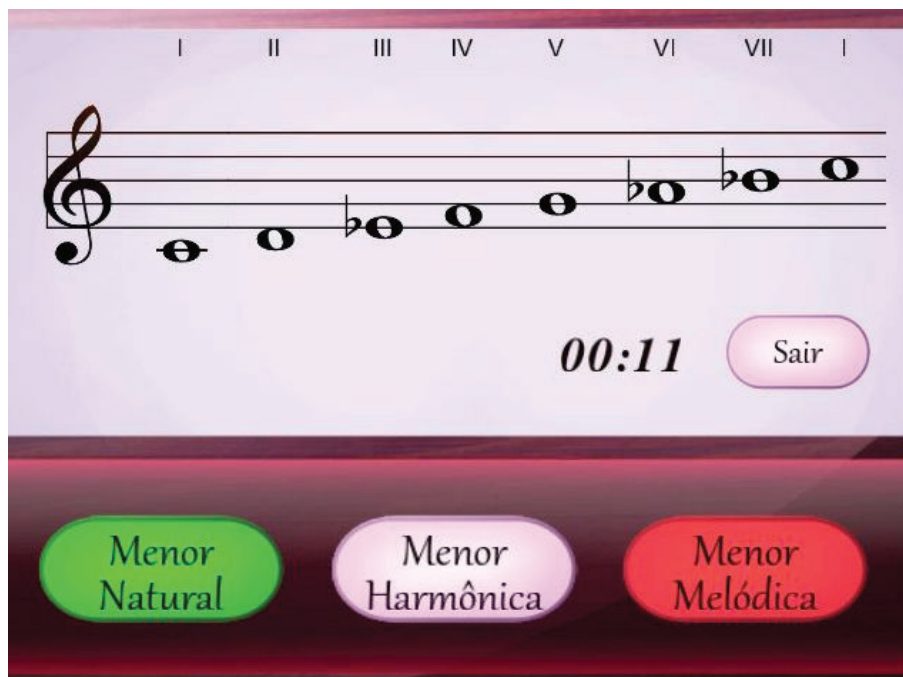 I II III IV V VI VII I
00:11 Sair
Menor Natural
Menor Harmônica
Menor Melódica